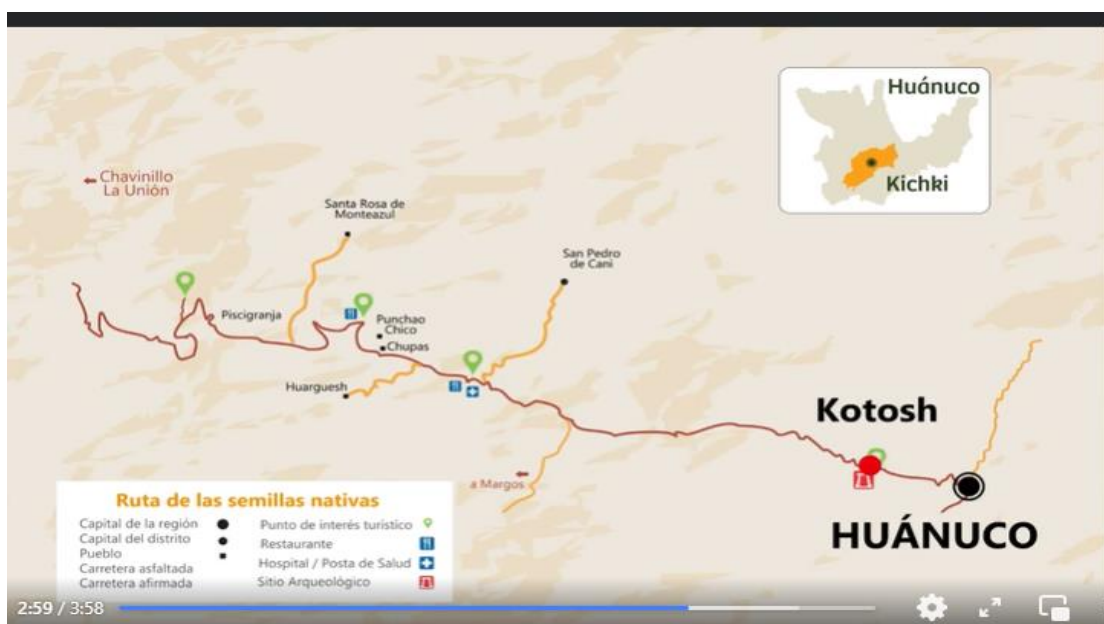 Huánuco
Kichki
Chavinillo
La Unión
Santa Rosa de
Monteazul
San Pedro
de Cani
Piscigranja
Punchao
Chico
Chupas
Huarguesh
Kotosh
a Margos
HUÁNUCO
Ruta de las semillas nativas
Capital de la región
Capital del distrito
Pueblo
Carretera asfaltada
Carretera afirmada
Punto de interés turístico
Restaurante
Hospital / Posta de Salud
Sitio Arqueológico
2:59 / 3:58